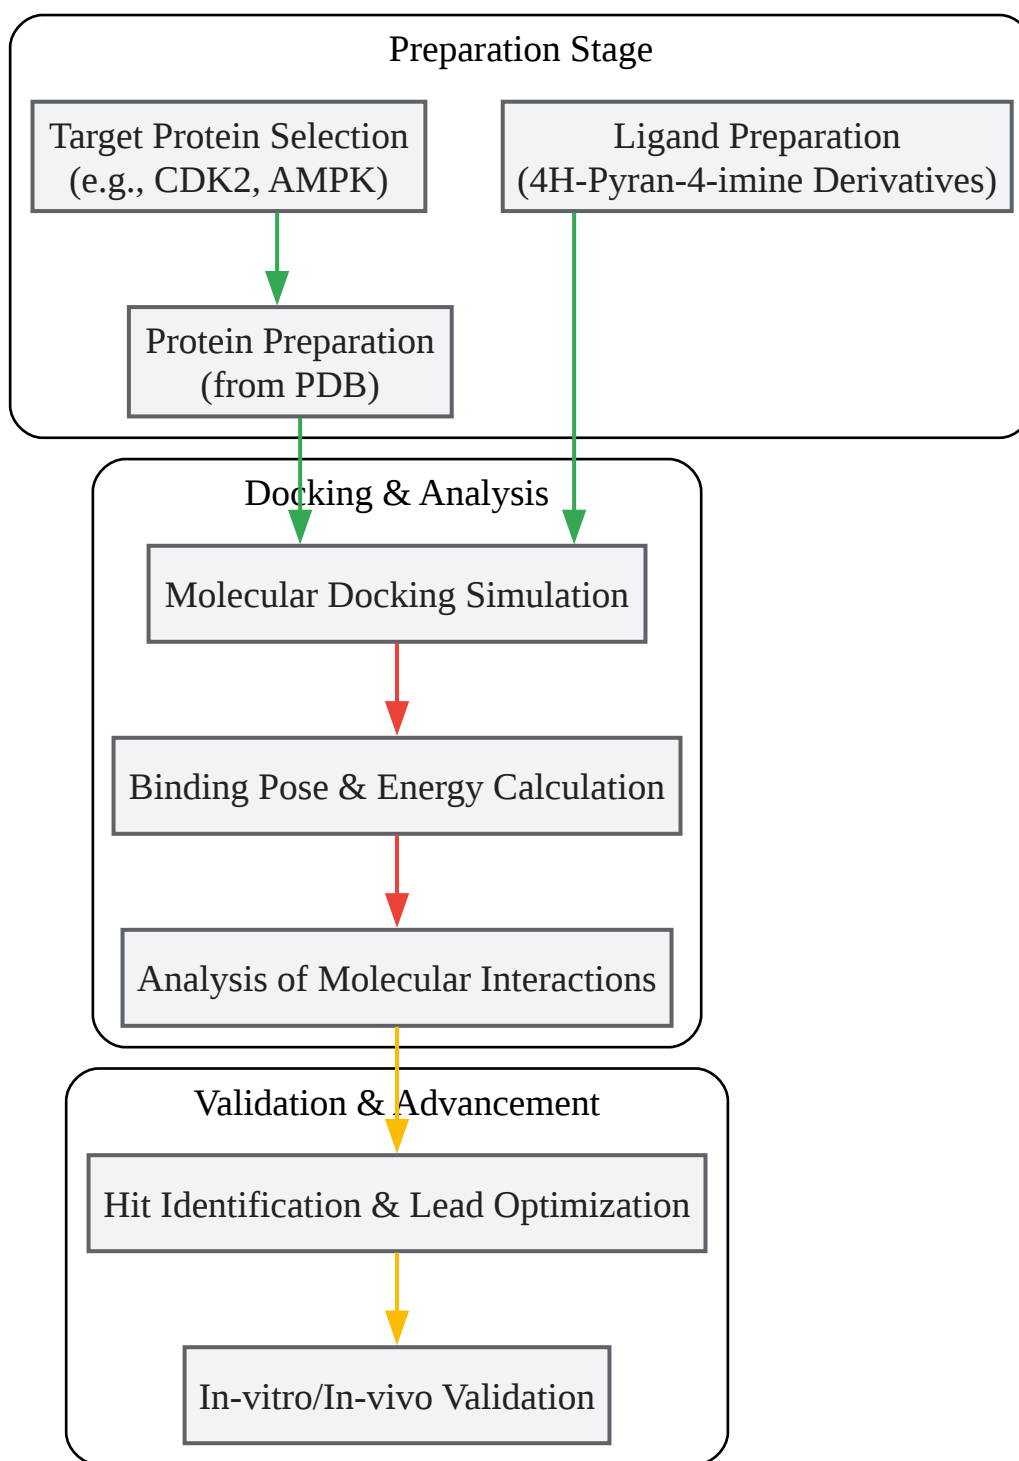 Preparation Stage
Target Protein Selection
(e.g., CDK2, AMPK)
Ligand Preparation
(4H-Pyran-4-imine Derivatives)
Protein Preparation
(from PDB)
Docking & Analysis
Molecular Docking Simulation
Binding Pose & Energy Calculation
Analysis of Molecular Interactions
Validation & Advancement
Hit Identification & Lead Optimization
In-vitro/In-vivo Validation